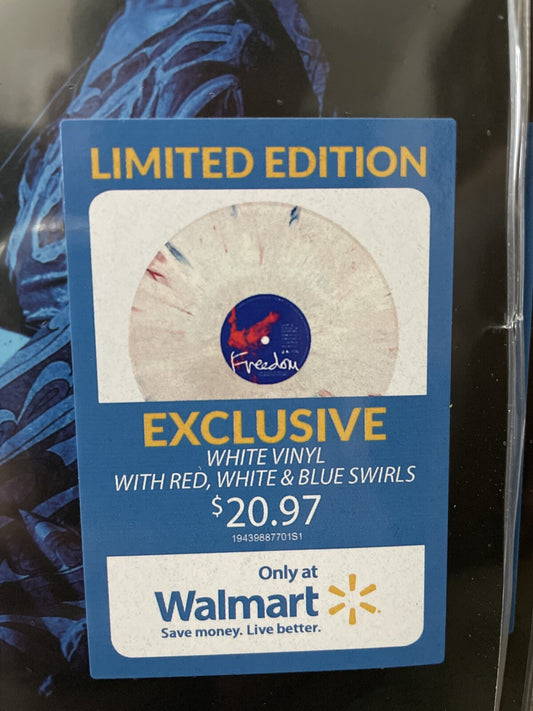 LIMITED EDITION
Freedom
EXCLUSIVE
WHITE VINYL
WITH RED, WHITE & BLUE SWIRLS
$20.97
19439887701S1
Only at
Walmart
Save money. Live better.